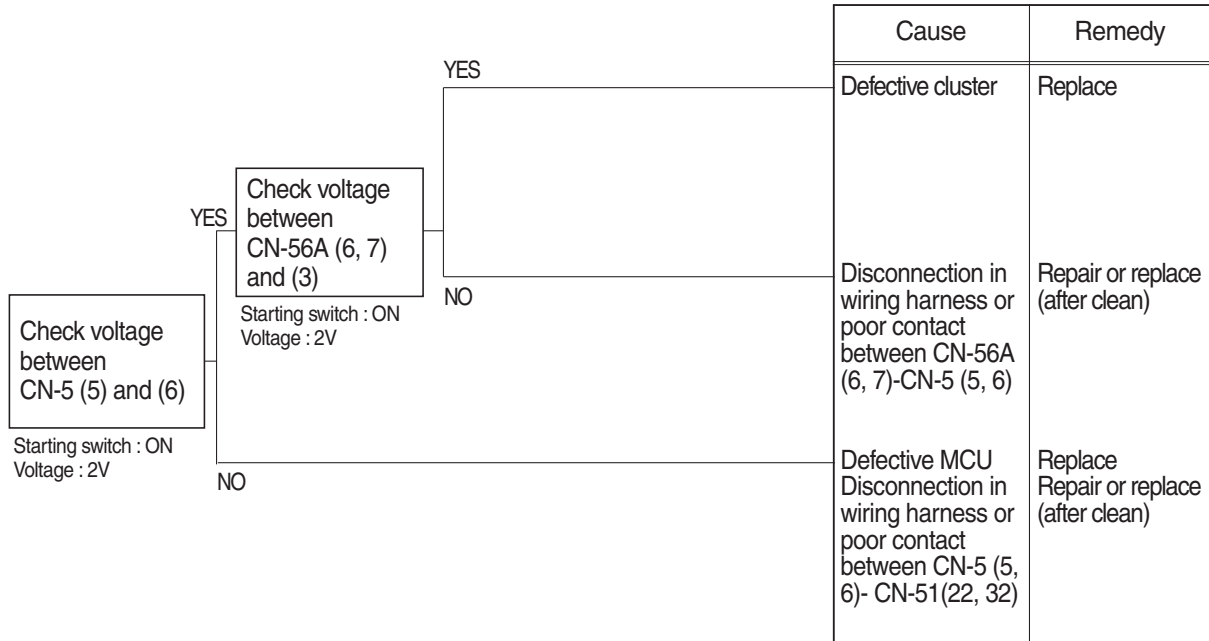 Cause
Remedy
YES
Defective cluster
Replace
Check voltage
between
CN-56A (6, 7)
and (3)
YES
Starting switch : ON
Voltage : 2V
NO
Disconnection in
wiring harness or
poor contact
between CN-56A
(6, 7)-CN-5 (5, 6)
Repair or replace
(after clean)
Check voltage
between
CN-5 (5) and (6)
Starting switch : ON
Voltage : 2V
NO
Defective MCU
Disconnection in
wiring harness or
poor contact
between CN-5 (5,
6)- CN-51(22, 32)
Replace
Repair or replace
(after clean)